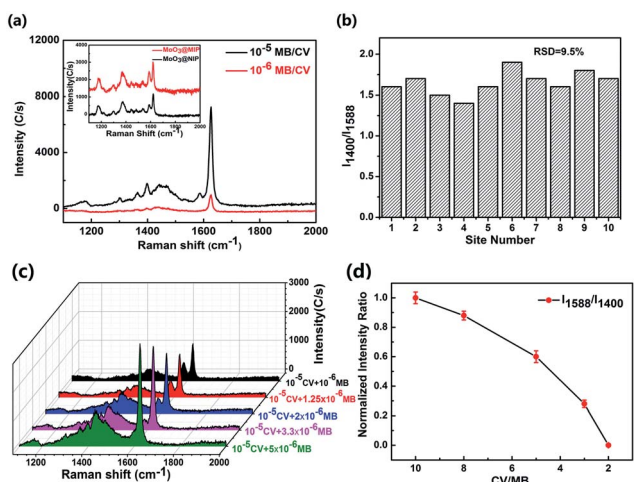 (a)
12000
8000
4000
0
Intensity (C/s)
1200 1400 1600 1800 2000
Raman shift (cm-1)
10-5 MB/CV
10-6 MB/CV
4000
3000
2000
1000
0
Intensity(C/s)
MoO3@MIP
MoO3@NIP
1200 1400 1600 1800 2000
Raman Shift (cm-1)
(b)
RSD=9.5%
2.0
1.5
1.0
0.5
0.0
I1400/I1588
1 2 3 4 5 6 7 8 9 10
Site Number
(c)
3000
2000
1000
0
Intensity(C/s)
10-5CV+10-6MB
10-5CV+1.25x10-6MB
10-5CV+2x10-6MB
10-5CV+3.3x10-6MB
10-5CV+5x10-6MB
1200 1400 1600 1800 2000
Raman shift (cm-1)
(d)
I1588/I1400
1.0
0.8
0.6
0.4
0.2
0.0
Normalized Intensity Ratio
10 8 6 4 2
CV/MB